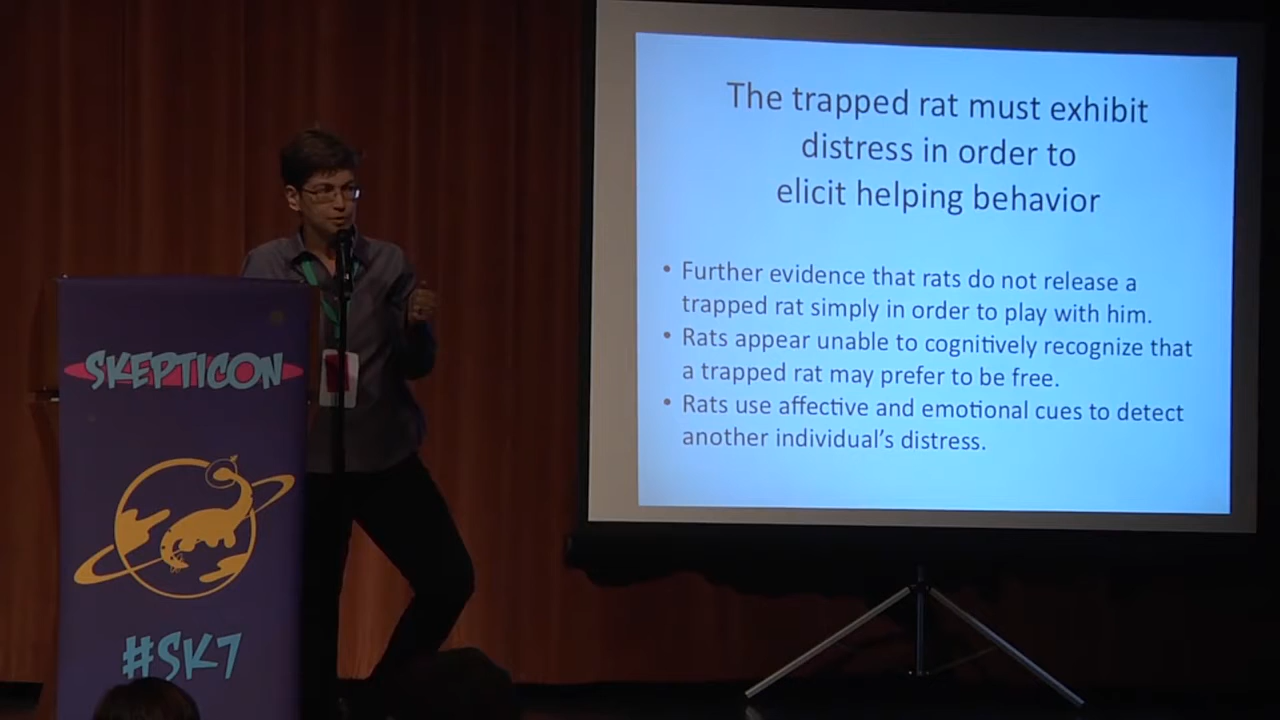 SKEPTICON
#SK7
The trapped rat must exhibit
distress in order to
elicit helping behavior
• Further evidence that rats do not release a
trapped rat simply in order to play with him.
• Rats appear unable to cognitively recognize that
a trapped rat may prefer to be free.
• Rats use affective and emotional cues to detect
another individual's distress.